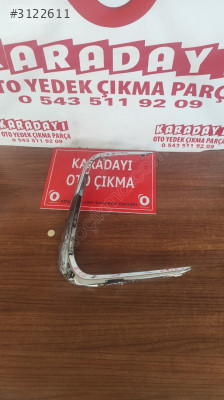 #3122611
KARADAYI
OTO YEDEK ÇIKMA PARÇA
0 543 511 92 09
KARADAYI
OTO YEDEK ÇIKMA PARÇA
0 543 511 92 09
KARADAYI
OTO YEDEK ÇIKMA PARÇA
0 543 511 92 09
KARADAYI
OTO ÇIKMA